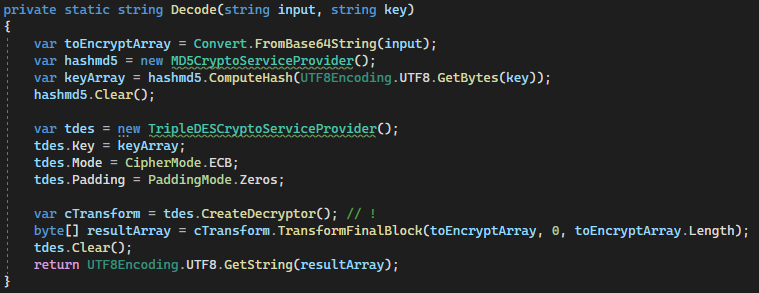 private static string Decode(string input, string key)
{
    var toEncryptArray = Convert.FromBase64String(input);
    var hashmd5 = new MD5CryptoServiceProvider();
    var keyArray = hashmd5.ComputeHash(UTF8Encoding.UTF8.GetBytes(key));
    hashmd5.Clear();

    var tdes = new TripleDESCryptoServiceProvider();
    tdes.Key = keyArray;
    tdes.Mode = CipherMode.ECB;
    tdes.Padding = PaddingMode.Zeros;

    var cTransform = tdes.CreateDecryptor(); // !
    byte[] resultArray = cTransform.TransformFinalBlock(toEncryptArray, 0, toEncryptArray.Length);
    tdes.Clear();
    return UTF8Encoding.UTF8.GetString(resultArray);
}